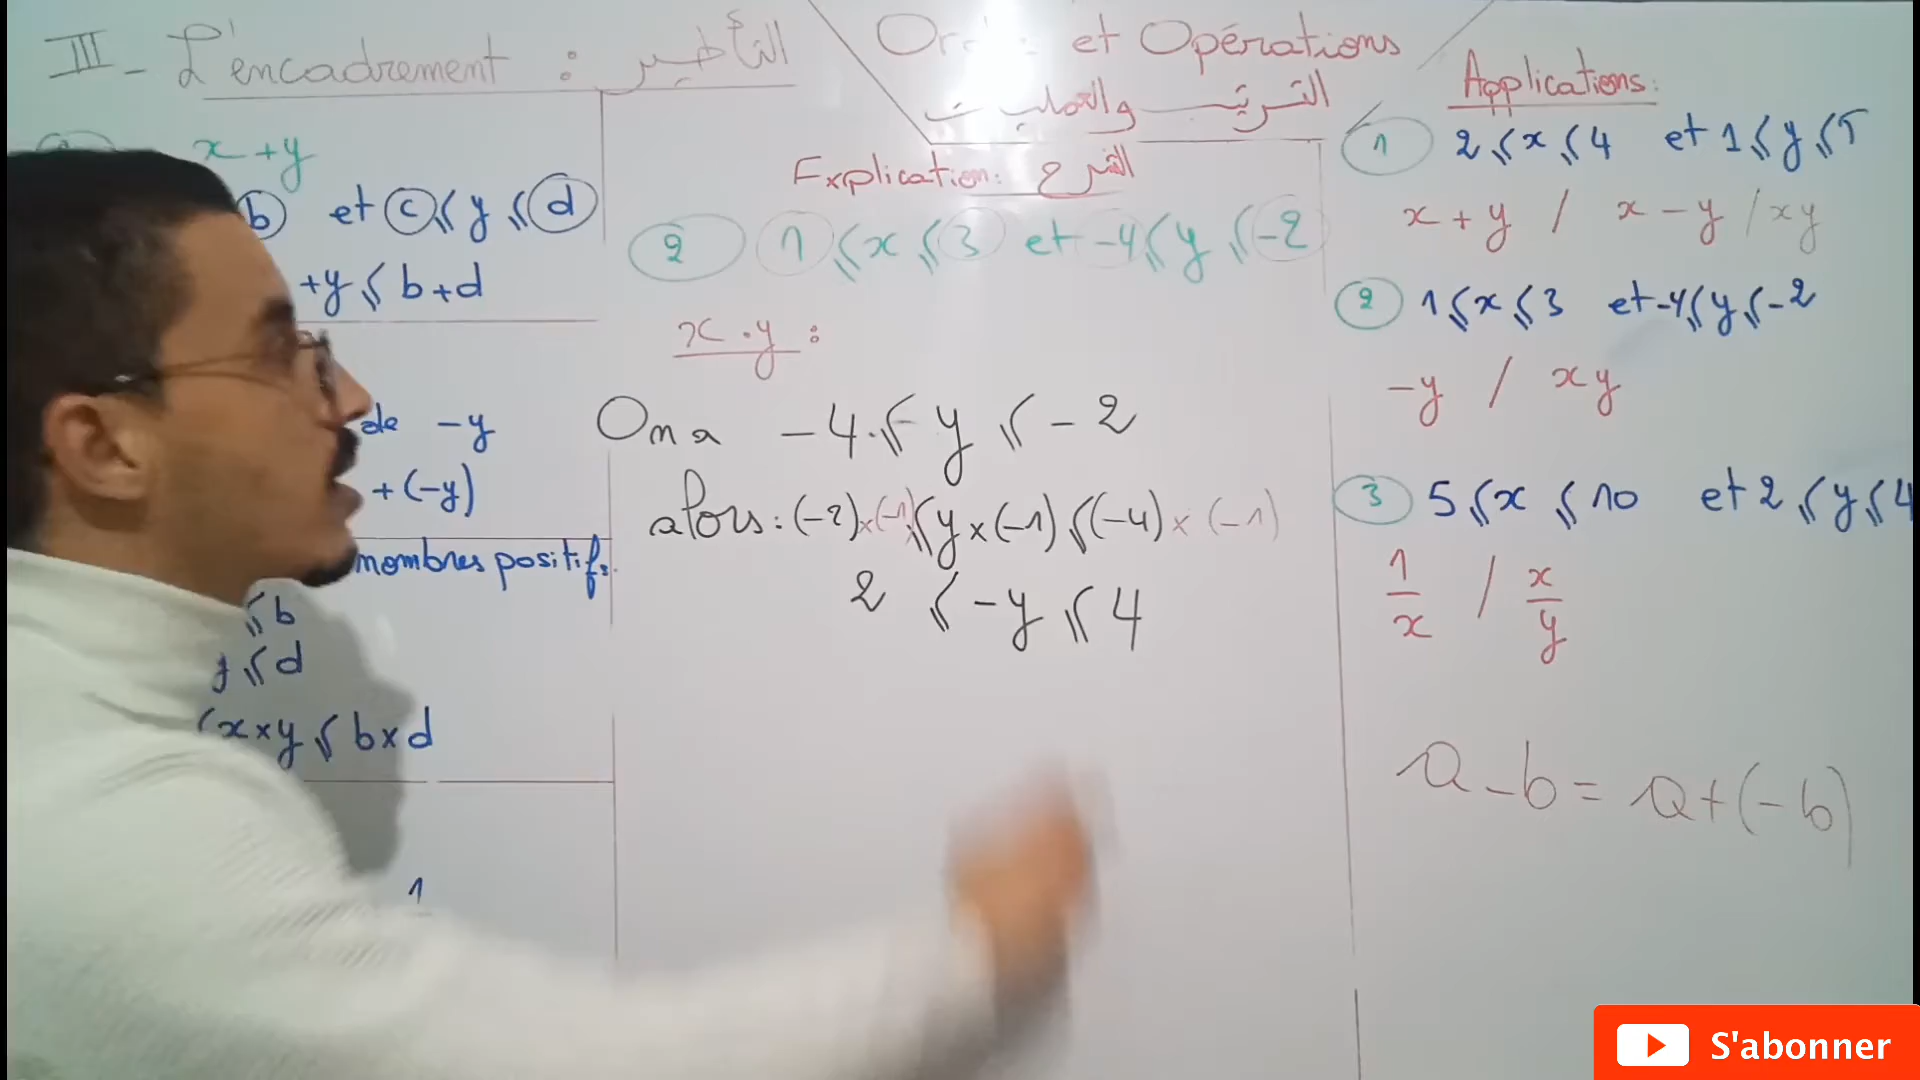 III - L'encadrement : التأطير
x + y
b et c ⩽ y ⩽ d
+y ⩽ b+d
de -y
+ (-y)
nombres positifs.
⩽ b
y ⩽ d
x×y ⩽ b×d
1
Ordre et Opérations
الترتيب والعمليات
Explication: الشرح
2 1 ⩽ x ⩽ 3 et -4 ⩽ y ⩽ -2
x . y :
On a -4 ⩽ y ⩽ -2
alors: (-2)×(-1) ⩽ y×(-1) ⩽ (-4) × (-1)
2 ⩽ -y ⩽ 4
Applications:
1 2 ⩽ x ⩽ 4 et 1 ⩽ y ⩽ 5
x + y / x - y / xy
2 1 ⩽ x ⩽ 3 et -4 ⩽ y ⩽ -2
-y / xy
3 5 ⩽ x ⩽ 10 et 2 ⩽ y ⩽ 4
1/x / x/y
a - b = a + (-b)
S'abonner